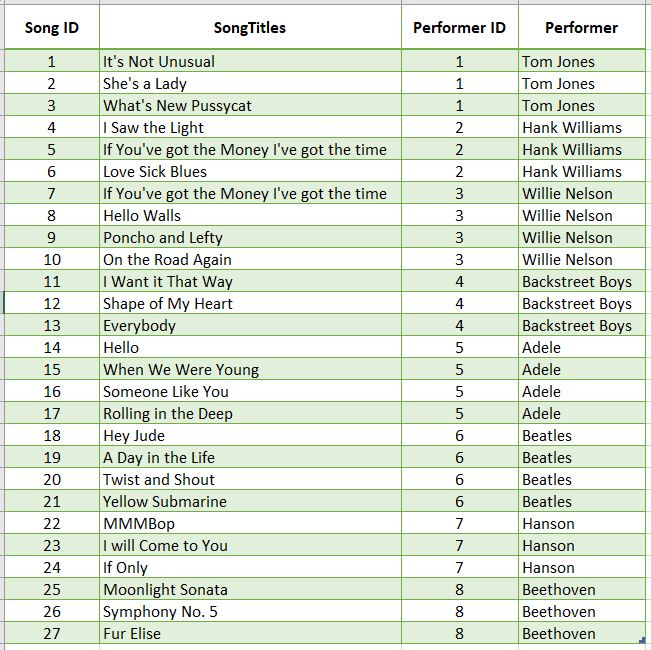 Song ID SongTitles Performer ID Performer
1 It's Not Unusual 1 Tom Jones
2 She's a Lady 1 Tom Jones
3 What's New Pussycat 1 Tom Jones
4 I Saw the Light 2 Hank Williams
5 If You've got the Money I've got the time 2 Hank Williams
6 Love Sick Blues 2 Hank Williams
7 If You've got the Money I've got the time 3 Willie Nelson
8 Hello Walls 3 Willie Nelson
9 Poncho and Lefty 3 Willie Nelson
10 On the Road Again 3 Willie Nelson
11 I Want it That Way 4 Backstreet Boys
12 Shape of My Heart 4 Backstreet Boys
13 Everybody 4 Backstreet Boys
14 Hello 5 Adele
15 When We Were Young 5 Adele
16 Someone Like You 5 Adele
17 Rolling in the Deep 5 Adele
18 Hey Jude 6 Beatles
19 A Day in the Life 6 Beatles
20 Twist and Shout 6 Beatles
21 Yellow Submarine 6 Beatles
22 MMMBop 7 Hanson
23 I will Come to You 7 Hanson
24 If Only 7 Hanson
25 Moonlight Sonata 8 Beethoven
26 Symphony No. 5 8 Beethoven
27 Fur Elise 8 Beethoven